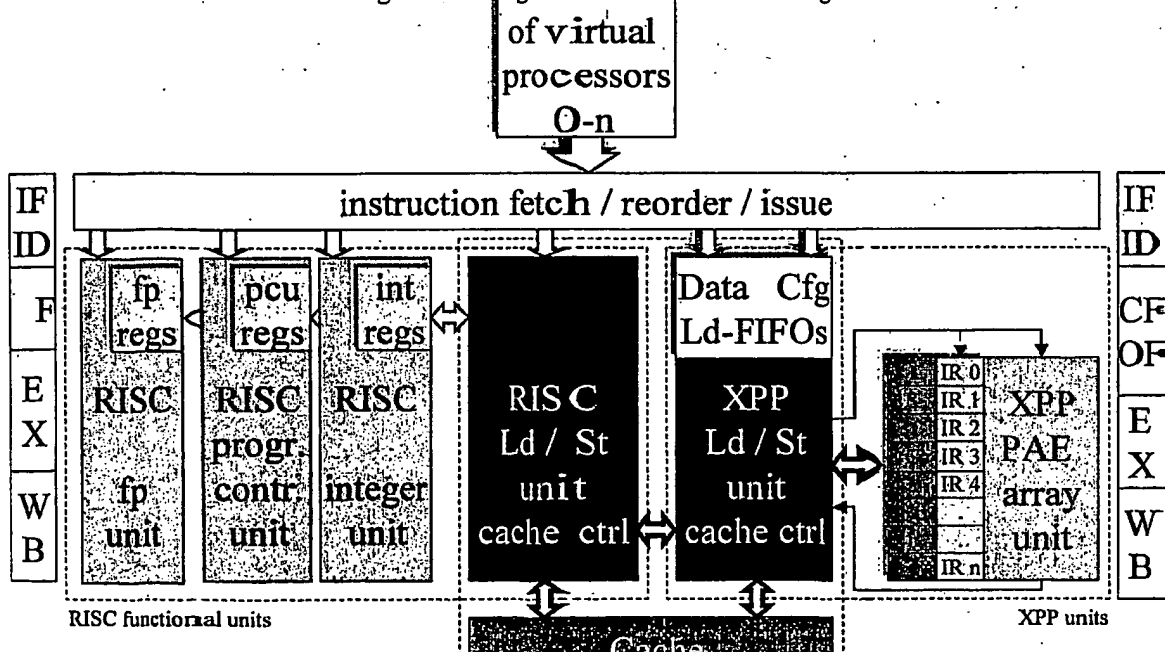 of virtual
processors
O-n
instruction fetch / reorder / issue
IF
ID
F
E
X
W
B
fp
regs
RISC
fp
unit
pcu
regs
RISC
progr.
contr.
unit
int
regs
RISC
integer
unit
RISC
Ld / St
unit
cache ctrl
Data Cfg
Ld-FIFOs
XPP
Ld / St
unit
cache ctrl
IR 0
IR 1
IR 2
IR 3
IR 4
.
.
IR n
XPP
PAE
array
unit
IF
ID
CF
OF
E
X
W
B
RISC functional units
XPP units
Cache